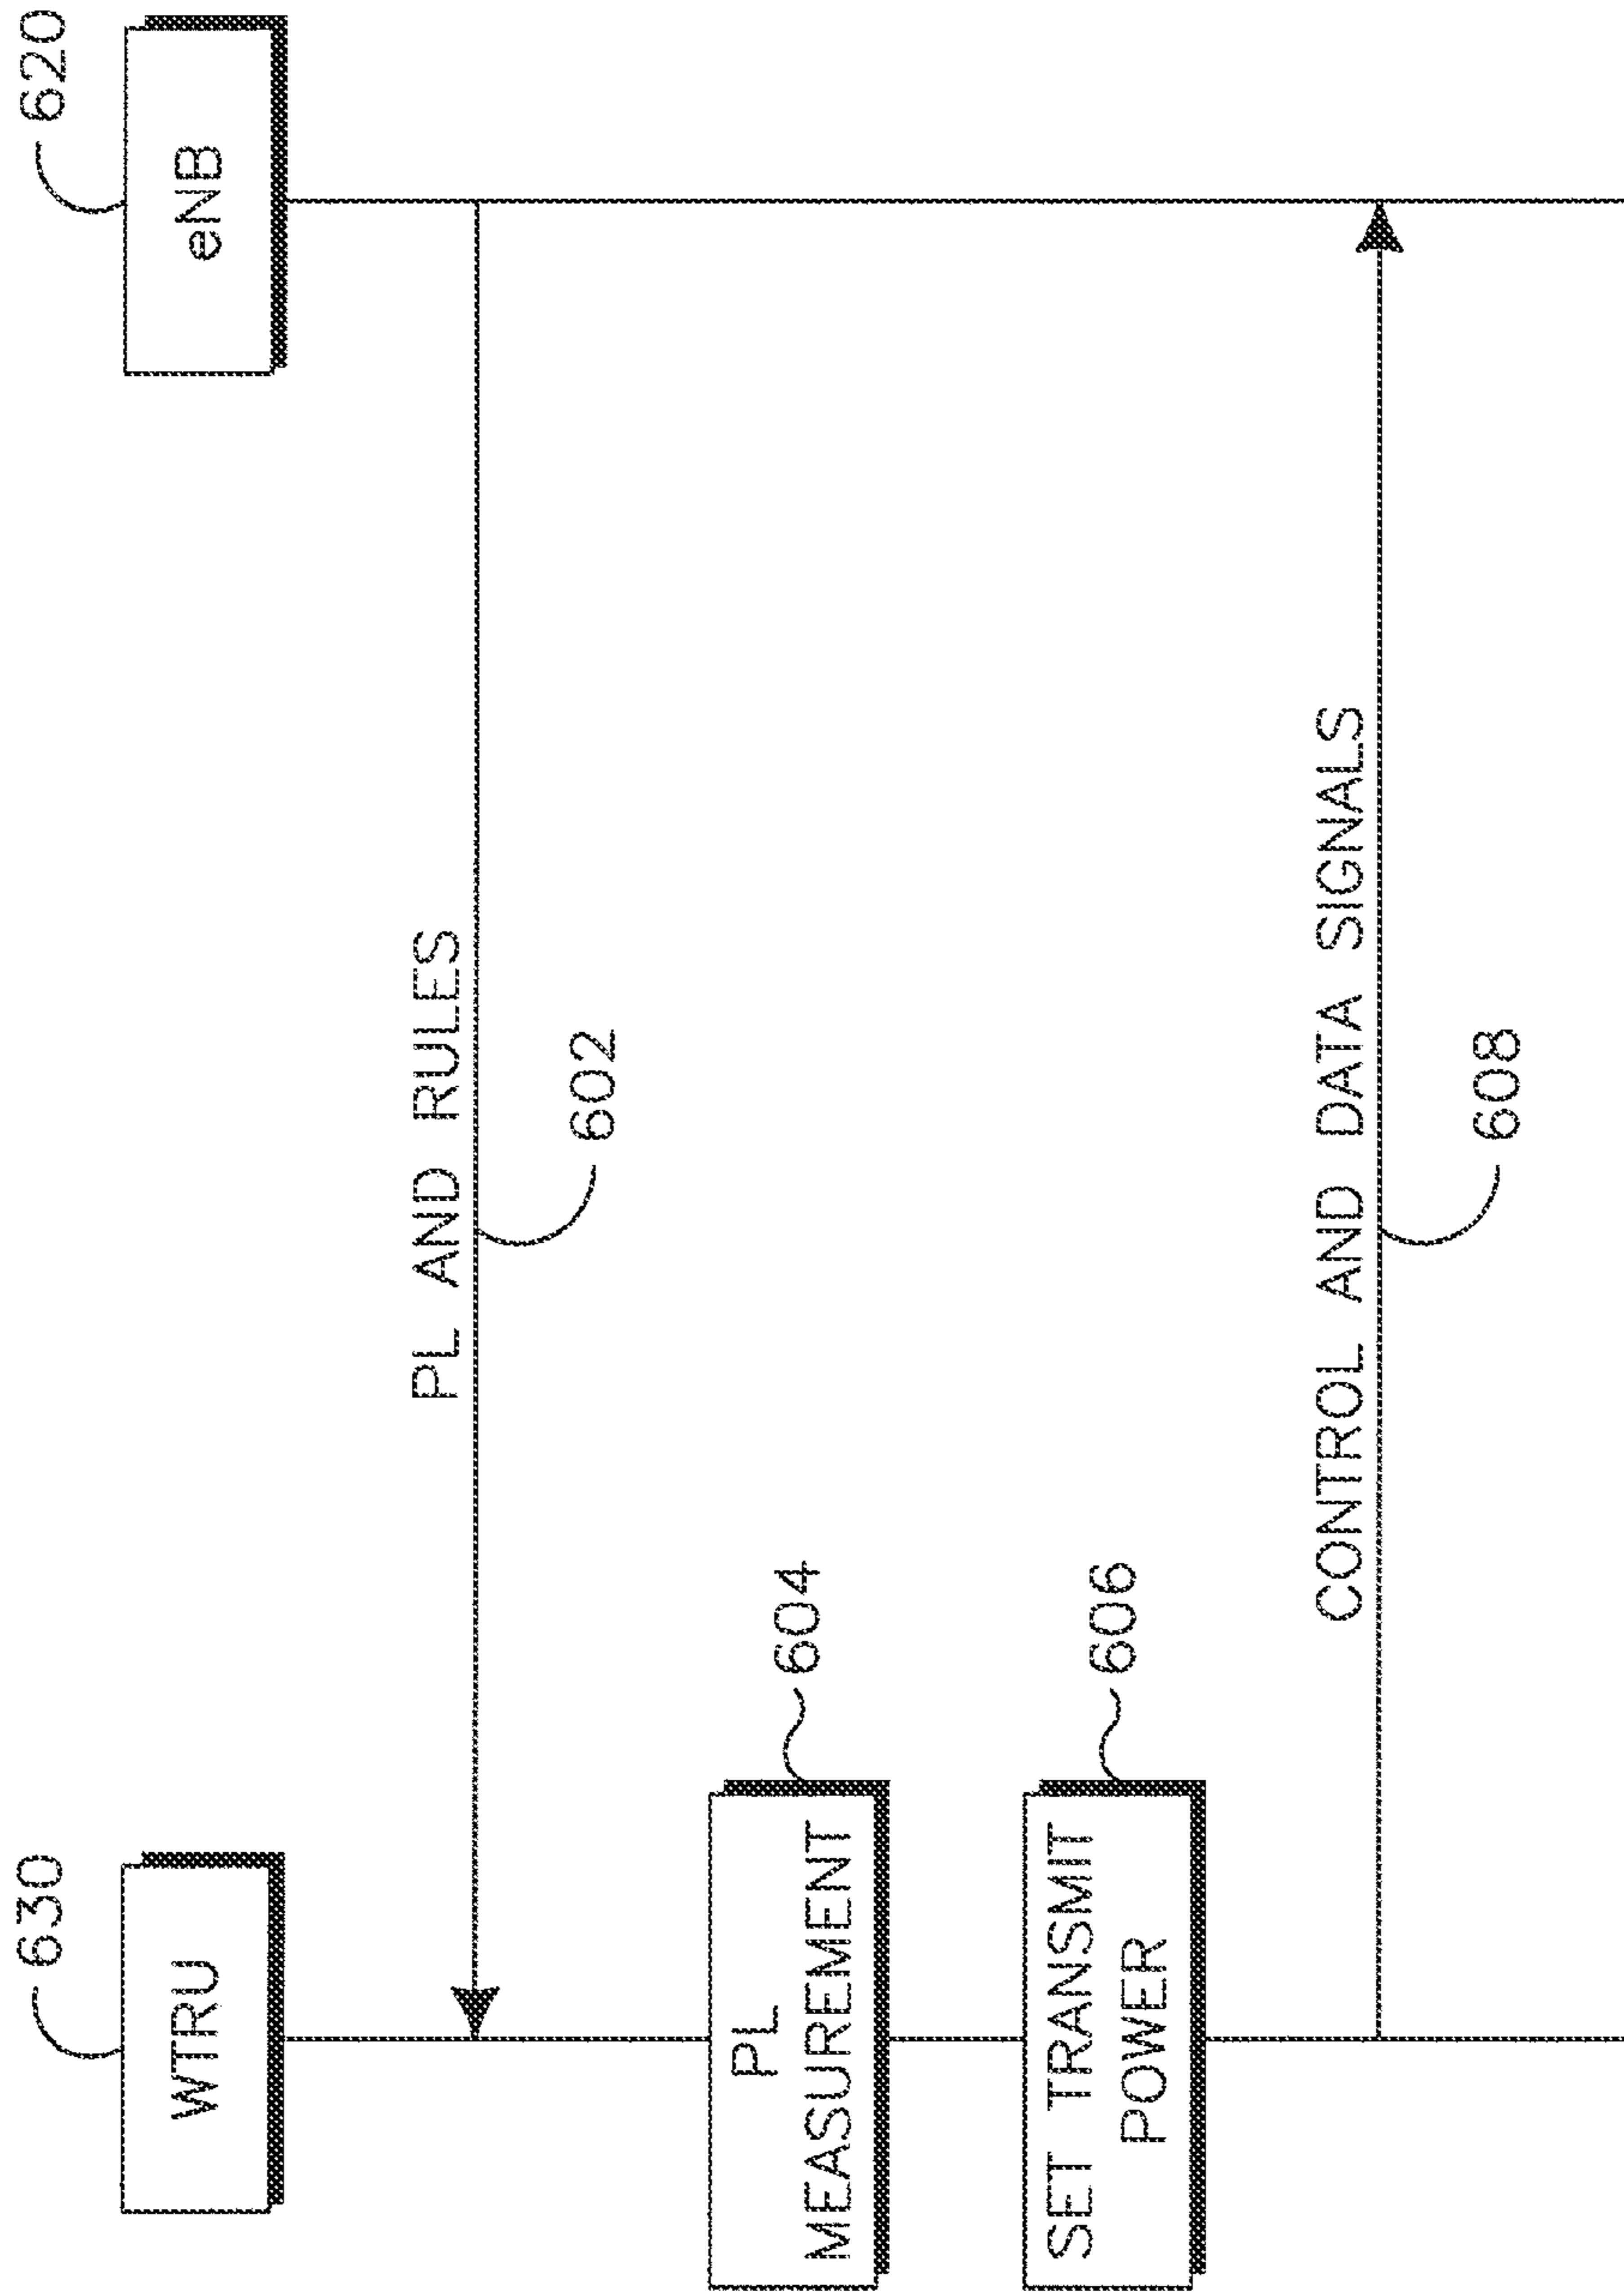 630
WTRU
620
eNB
PL AND RULES
602
PL
MEASUREMENT
604
SET TRANSMIT
POWER
606
CONTROL AND DATA SIGNALS
608